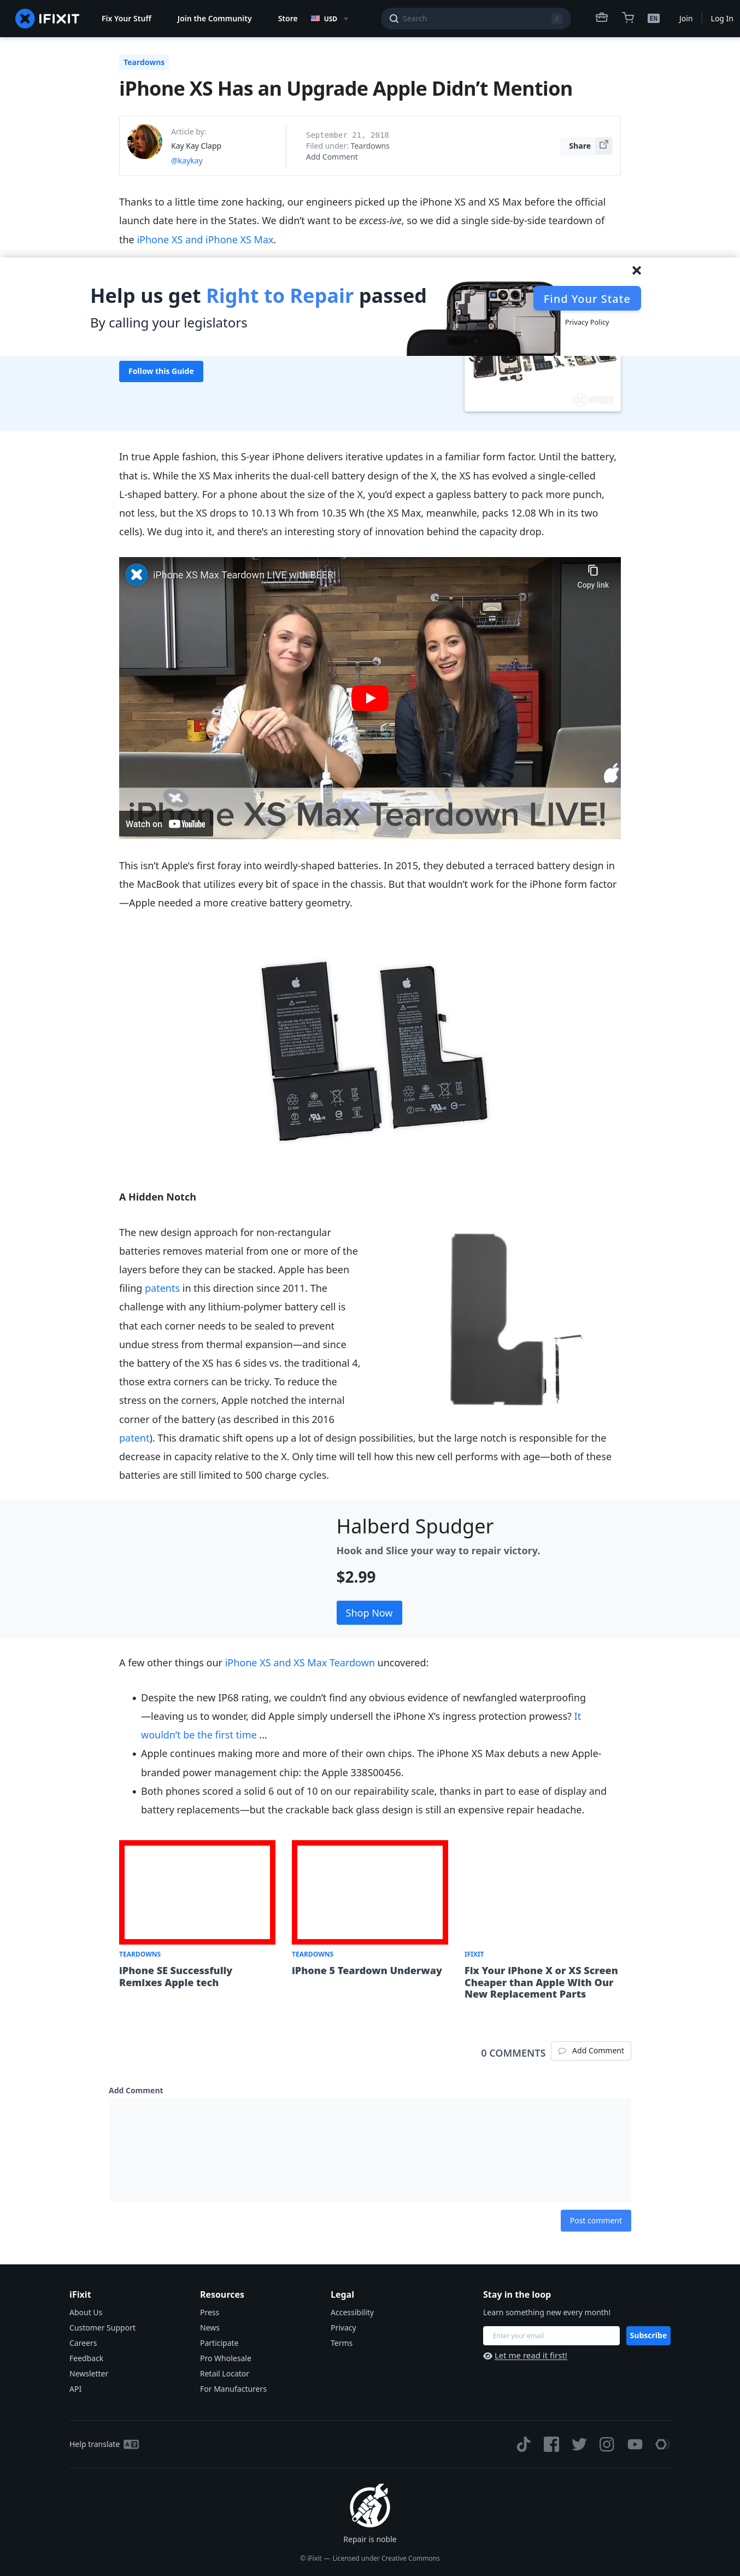 IFIXIT
Fix Your Stuff
Join the Community
Store
USD
Search
/
EN
Join
Log In
Teardowns
iPhone XS Has an Upgrade Apple Didn’t Mention
Article by:
Kay Kay Clapp
@kaykay
September 21, 2018
Filed under: Teardowns
Add Comment
Share
Thanks to a little time zone hacking, our engineers picked up the iPhone XS and XS Max before the official
launch date here in the States. We didn’t want to be excess-ive, so we did a single side-by-side teardown of
the iPhone XS and iPhone XS Max.
Help us get Right to Repair passed
By calling your legislators
Find Your State
Privacy Policy
Follow this Guide
IFIXIT
In true Apple fashion, this S-year iPhone delivers iterative updates in a familiar form factor. Until the battery,
that is. While the XS Max inherits the dual-cell battery design of the X, the XS has evolved a single-celled
L-shaped battery. For a phone about the size of the X, you’d expect a gapless battery to pack more punch,
not less, but the XS drops to 10.13 Wh from 10.35 Wh (the XS Max, meanwhile, packs 12.08 Wh in its two
cells). We dug into it, and there’s an interesting story of innovation behind the capacity drop.
iPhone XS Max Teardown LIVE with BEER!
Copy link
iPhone XS Max Teardown LIVE!
Watch on YouTube
This isn’t Apple’s first foray into weirdly-shaped batteries. In 2015, they debuted a terraced battery design in
the MacBook that utilizes every bit of space in the chassis. But that wouldn’t work for the iPhone form factor
—Apple needed a more creative battery geometry.
A Hidden Notch
The new design approach for non-rectangular
batteries removes material from one or more of the
layers before they can be stacked. Apple has been
filing patents in this direction since 2011. The
challenge with any lithium-polymer battery cell is
that each corner needs to be sealed to prevent
undue stress from thermal expansion—and since
the battery of the XS has 6 sides vs. the traditional 4,
those extra corners can be tricky. To reduce the
stress on the corners, Apple notched the internal
corner of the battery (as described in this 2016
patent). This dramatic shift opens up a lot of design possibilities, but the large notch is responsible for the
decrease in capacity relative to the X. Only time will tell how this new cell performs with age—both of these
batteries are still limited to 500 charge cycles.
Halberd Spudger
Hook and Slice your way to repair victory.
$2.99
Shop Now
A few other things our iPhone XS and XS Max Teardown uncovered:
Despite the new IP68 rating, we couldn’t find any obvious evidence of newfangled waterproofing
—leaving us to wonder, did Apple simply undersell the iPhone X’s ingress protection prowess? It
wouldn’t be the first time …
Apple continues making more and more of their own chips. The iPhone XS Max debuts a new Apple-
branded power management chip: the Apple 338S00456.
Both phones scored a solid 6 out of 10 on our repairability scale, thanks in part to ease of display and
battery replacements—but the crackable back glass design is still an expensive repair headache.
TEARDOWNS
iPhone SE Successfully
Remixes Apple tech
TEARDOWNS
iPhone 5 Teardown Underway
IFIXIT
Fix Your iPhone X or XS Screen
Cheaper than Apple With Our
New Replacement Parts
0 COMMENTS
Add Comment
Add Comment
Post comment
iFixit
About Us
Customer Support
Careers
Feedback
Newsletter
API
Resources
Press
News
Participate
Pro Wholesale
Retail Locator
For Manufacturers
Legal
Accessibility
Privacy
Terms
Stay in the loop
Learn something new every month!
Enter your email
Subscribe
Let me read it first!
Help translate
Repair is noble
© iFixit — Licensed under Creative Commons